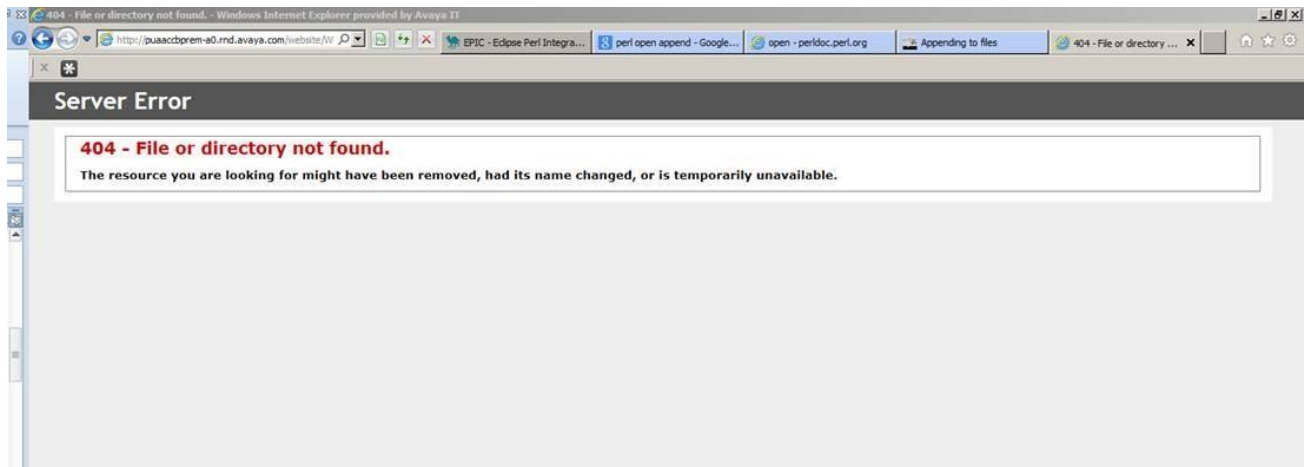 404 - File or directory not found. - Windows Internet Explorer provided by Avaya IT
http://puaaccbprem-a0.rnd.avaya.com/website/W
EPIC - Eclipse Perl Integra...
perl open append - Google...
open - perldoc.perl.org
Appending to files
404 - File or directory ...
Server Error
404 - File or directory not found.
The resource you are looking for might have been removed, had its name changed, or is temporarily unavailable.